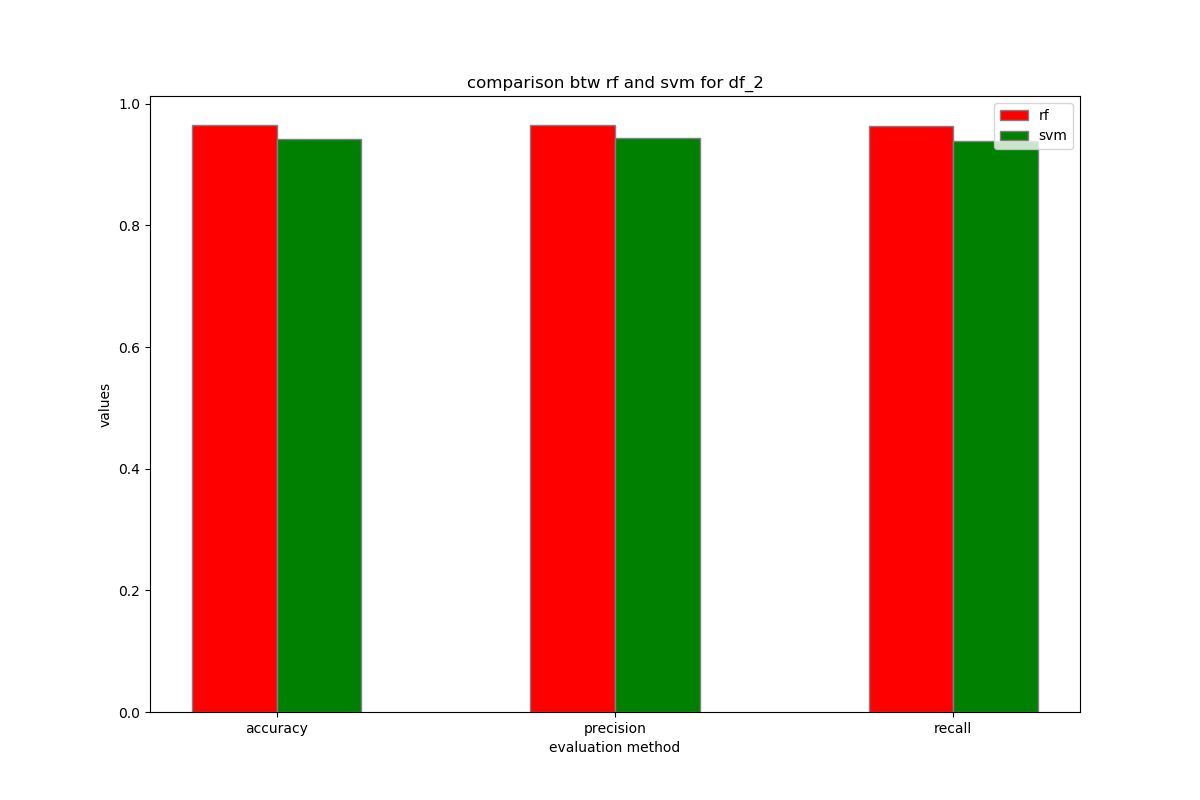 comparison btw rf and svm for df_2
rf
svm
1.0
0.8
0.6
0.4
0.2
0.0
values
accuracy
precision
recall
evaluation method